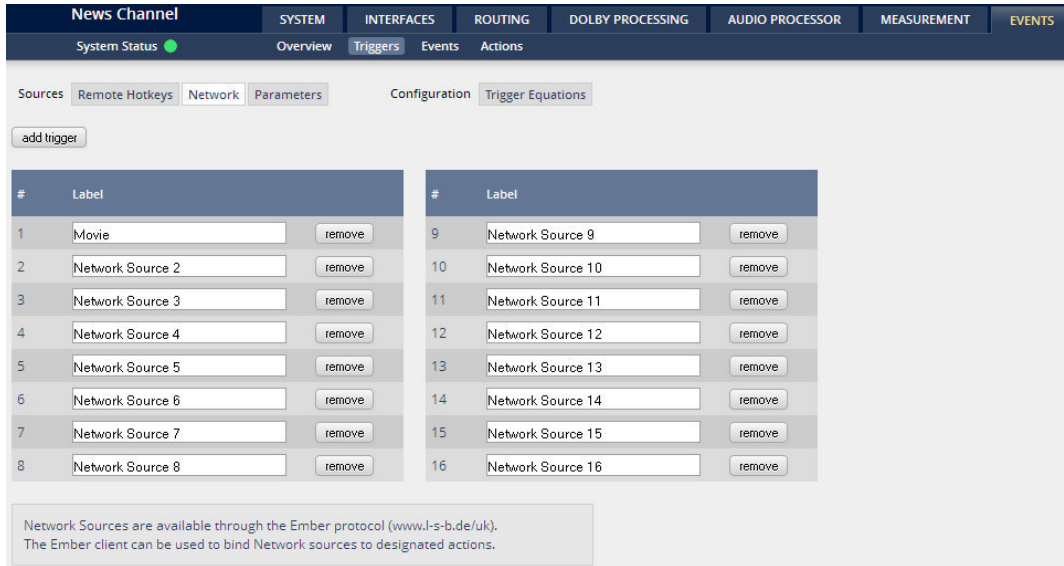 News Channel SYSTEM INTERFACES ROUTING DOLBY PROCESSING AUDIO PROCESSOR MEASUREMENT EVENTS
System Status Overview Triggers Events Actions
Sources Remote Hotkeys Network Parameters Configuration Trigger Equations
add trigger
# Label # Label
1 Movie remove 9 Network Source 9 remove
2 Network Source 2 remove 10 Network Source 10 remove
3 Network Source 3 remove 11 Network Source 11 remove
4 Network Source 4 remove 12 Network Source 12 remove
5 Network Source 5 remove 13 Network Source 13 remove
6 Network Source 6 remove 14 Network Source 14 remove
7 Network Source 7 remove 15 Network Source 15 remove
8 Network Source 8 remove 16 Network Source 16 remove
Network Sources are available through the Ember protocol (www.l-s-b.de/uk).
The Ember client can be used to bind Network sources to designated actions.